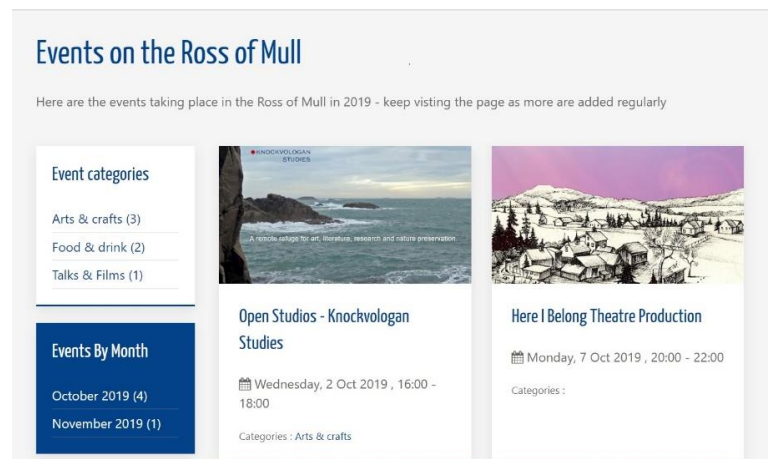 Events on the Ross of Mull
Here are the events taking place in the Ross of Mull in 2019 - keep visting the page as more are added regularly
Event categories
Arts & crafts (3)
Food & drink (2)
Talks & Films (1)
Events By Month
October 2019 (4)
November 2019 (1)
KNOCKVOLOGAN
STUDIES
A remote refuge for art, literature, research and nature preservation.
Open Studios - Knockvologan
Studies
Wednesday, 2 Oct 2019 , 16:00 -
18:00
Categories : Arts & crafts
Here I Belong Theatre Production
Monday, 7 Oct 2019 , 20:00 - 22:00
Categories :